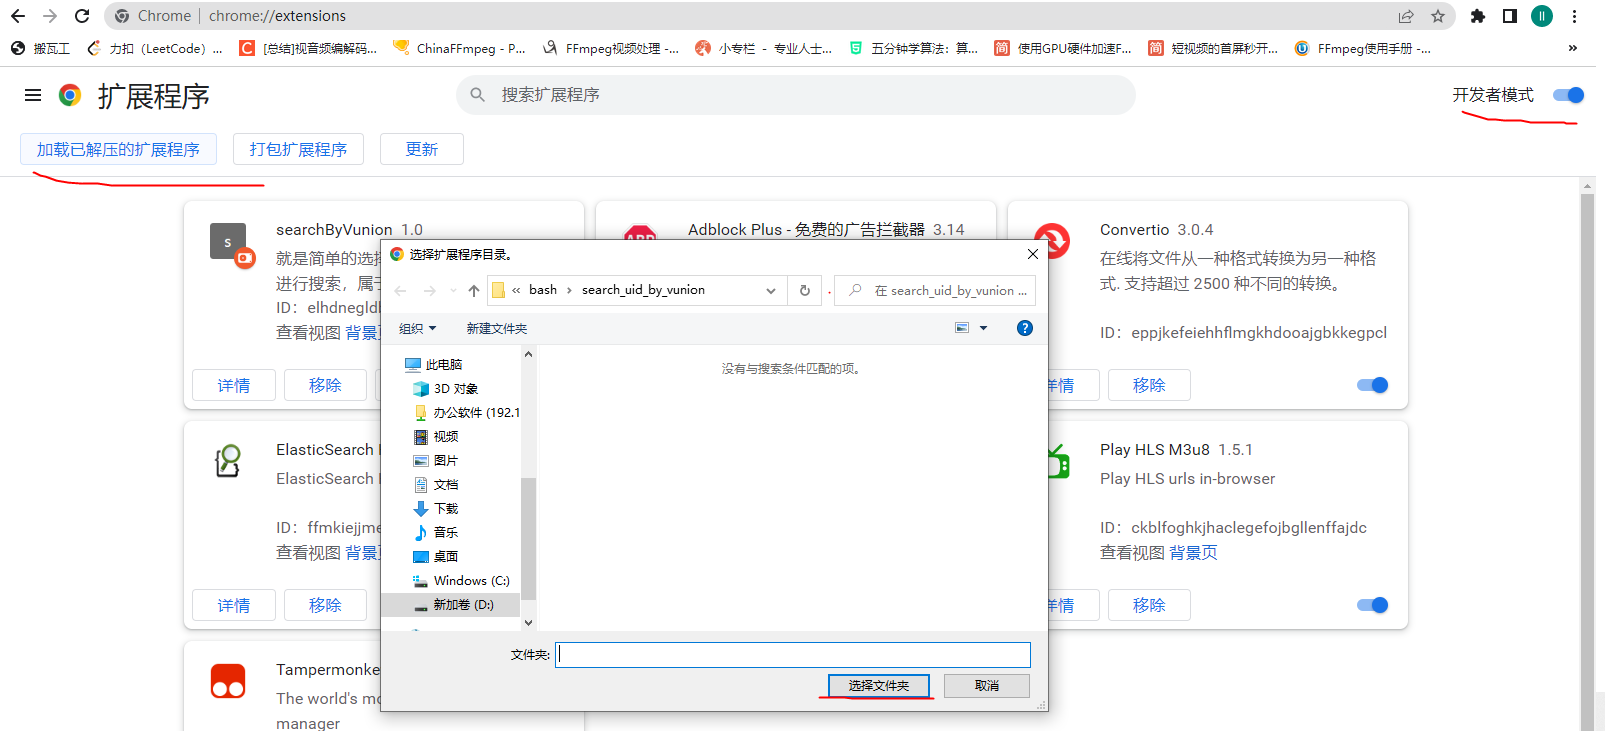 Chrome | chrome://extensions
II
搬瓦工
力扣（LeetCode）...
[总结]视音频编解码...
ChinaFFmpeg - P...
FFmpeg视频处理 -...
小专栏 - 专业人士...
五分钟学算法：算...
使用GPU硬件加速F...
短视频的首屏秒开...
FFmpeg使用手册 -...
»
扩展程序
搜索扩展程序
开发者模式
加载已解压的扩展程序
打包扩展程序
更新
S
searchByVunion 1.0
就是简单的选
进行搜索，属于
ID：elhdnegldl
查看视图 背景页
详情
移除
ABP
Adblock Plus - 免费的广告拦截器 3.14
Convertio 3.0.4
在线将文件从一种格式转换为另一种格
式. 支持超过 2500 种不同的转换。
ID：eppjkefeiehhflmgkhdooajgbkkegpcl
详情
移除
选择扩展程序目录。
« bash › search_uid_by_vunion
在 search_uid_by_vunion ...
组织
新建文件夹
?
此电脑
3D 对象
办公软件 (192.1
视频
图片
文档
下载
音乐
桌面
Windows (C:)
新加卷 (D:)
没有与搜索条件匹配的项。
文件夹:
选择文件夹
取消
ElasticSearch
ElasticSearch
ID：ffmkiejjme
查看视图 背景页
详情
移除
Play HLS M3u8 1.5.1
Play HLS urls in-browser
ID：ckblfoghkjhaclegefojbgllenffajdc
查看视图 背景页
详情
移除
Tampermonke
The world's mo
manager